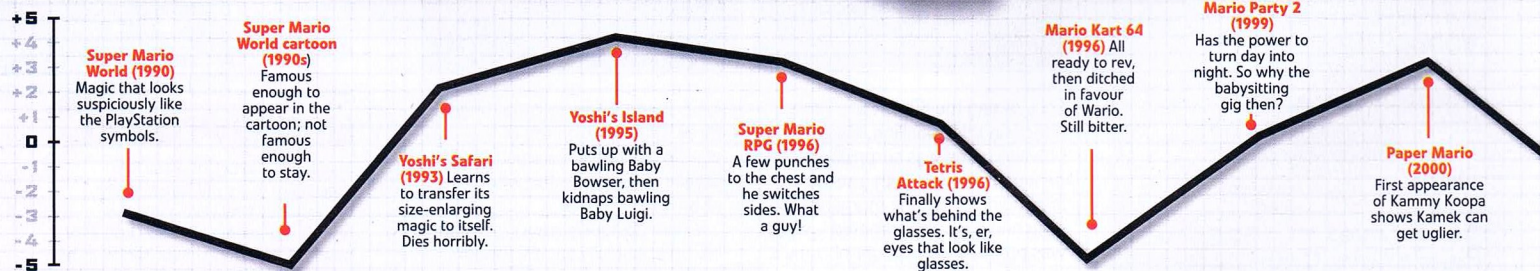 +5
+4
+3
+2
+1
0
-1
-2
-3
-4
-5
Super Mario
World (1990)
Magic that looks
suspiciously like
the PlayStation
symbols.
Super Mario
World cartoon
(1990s)
Famous
enough to
appear in the
cartoon; not
famous
enough
to stay.
Yoshi's Safari
(1993) Learns
to transfer its
size-enlarging
magic to itself.
Dies horribly.
Yoshi's Island
(1995)
Puts up with a
bawling Baby
Bowser, then
kidnaps bawling
Baby Luigi.
Super Mario
RPG (1996)
A few punches
to the chest and
he switches
sides. What
a guy!
Tetris
Attack (1996)
Finally shows
what's behind the
glasses. It's, er,
eyes that look like
glasses.
Mario Kart 64
(1996) All
ready to rev,
then ditched
in favour
of Wario.
Still bitter.
Mario Party 2
(1999)
Has the power to
turn day into
night. So why the
babysitting
gig then?
Paper Mario
(2000)
First appearance
of Kammy Koopa
shows Kamek can
get uglier.